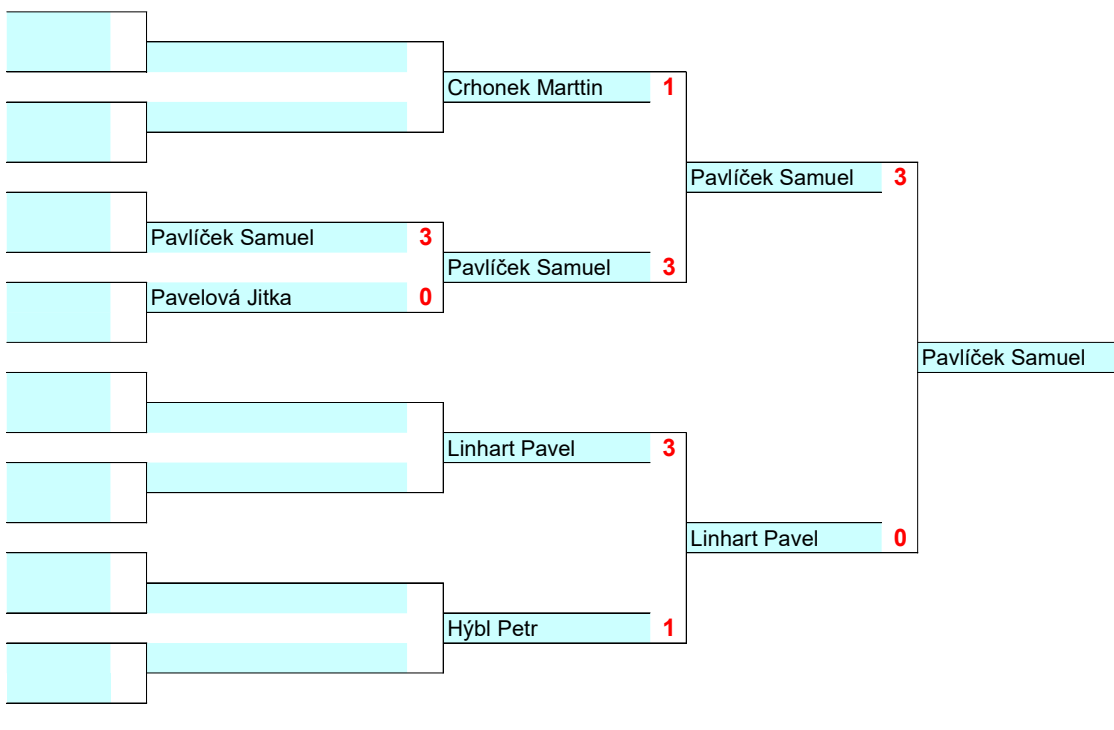 Crhonek Marttin 1
Pavlíček Samuel 3
Pavlíček Samuel 3
Pavlíček Samuel 3
Pavelová Jitka 0
Pavlíček Samuel
Linhart Pavel 3
Linhart Pavel 0
Hýbl Petr 1